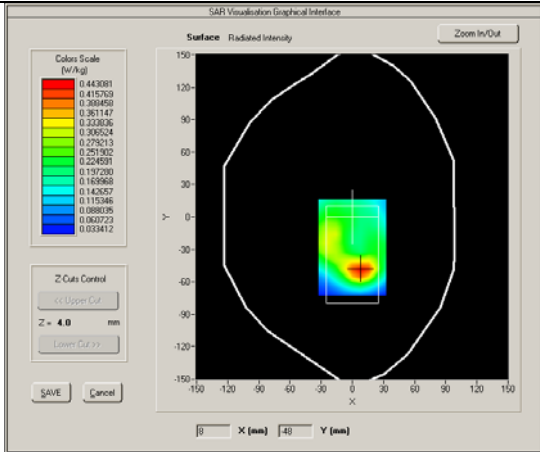 SAR Visualisation Graphical Interface
Surface Radiated Intensity
Zoom In/Out
Colors Scale
(W/kg)
0.443081
0.415769
0.388458
0.361147
0.333836
0.306524
0.279213
0.251902
0.224591
0.197280
0.169968
0.142657
0.115346
0.088035
0.060723
0.033412
Z Cuts Control
<< Upper Cut
Z = 4.0 mm
Lower Cut >>
SAVE Cancel
150
120
90
60
30
0
-30
-60
-90
-120
-150
Y
-150 -120 -90 -60 -30 0 30 60 90 120 150
X
8 X (mm) -48 Y (mm)